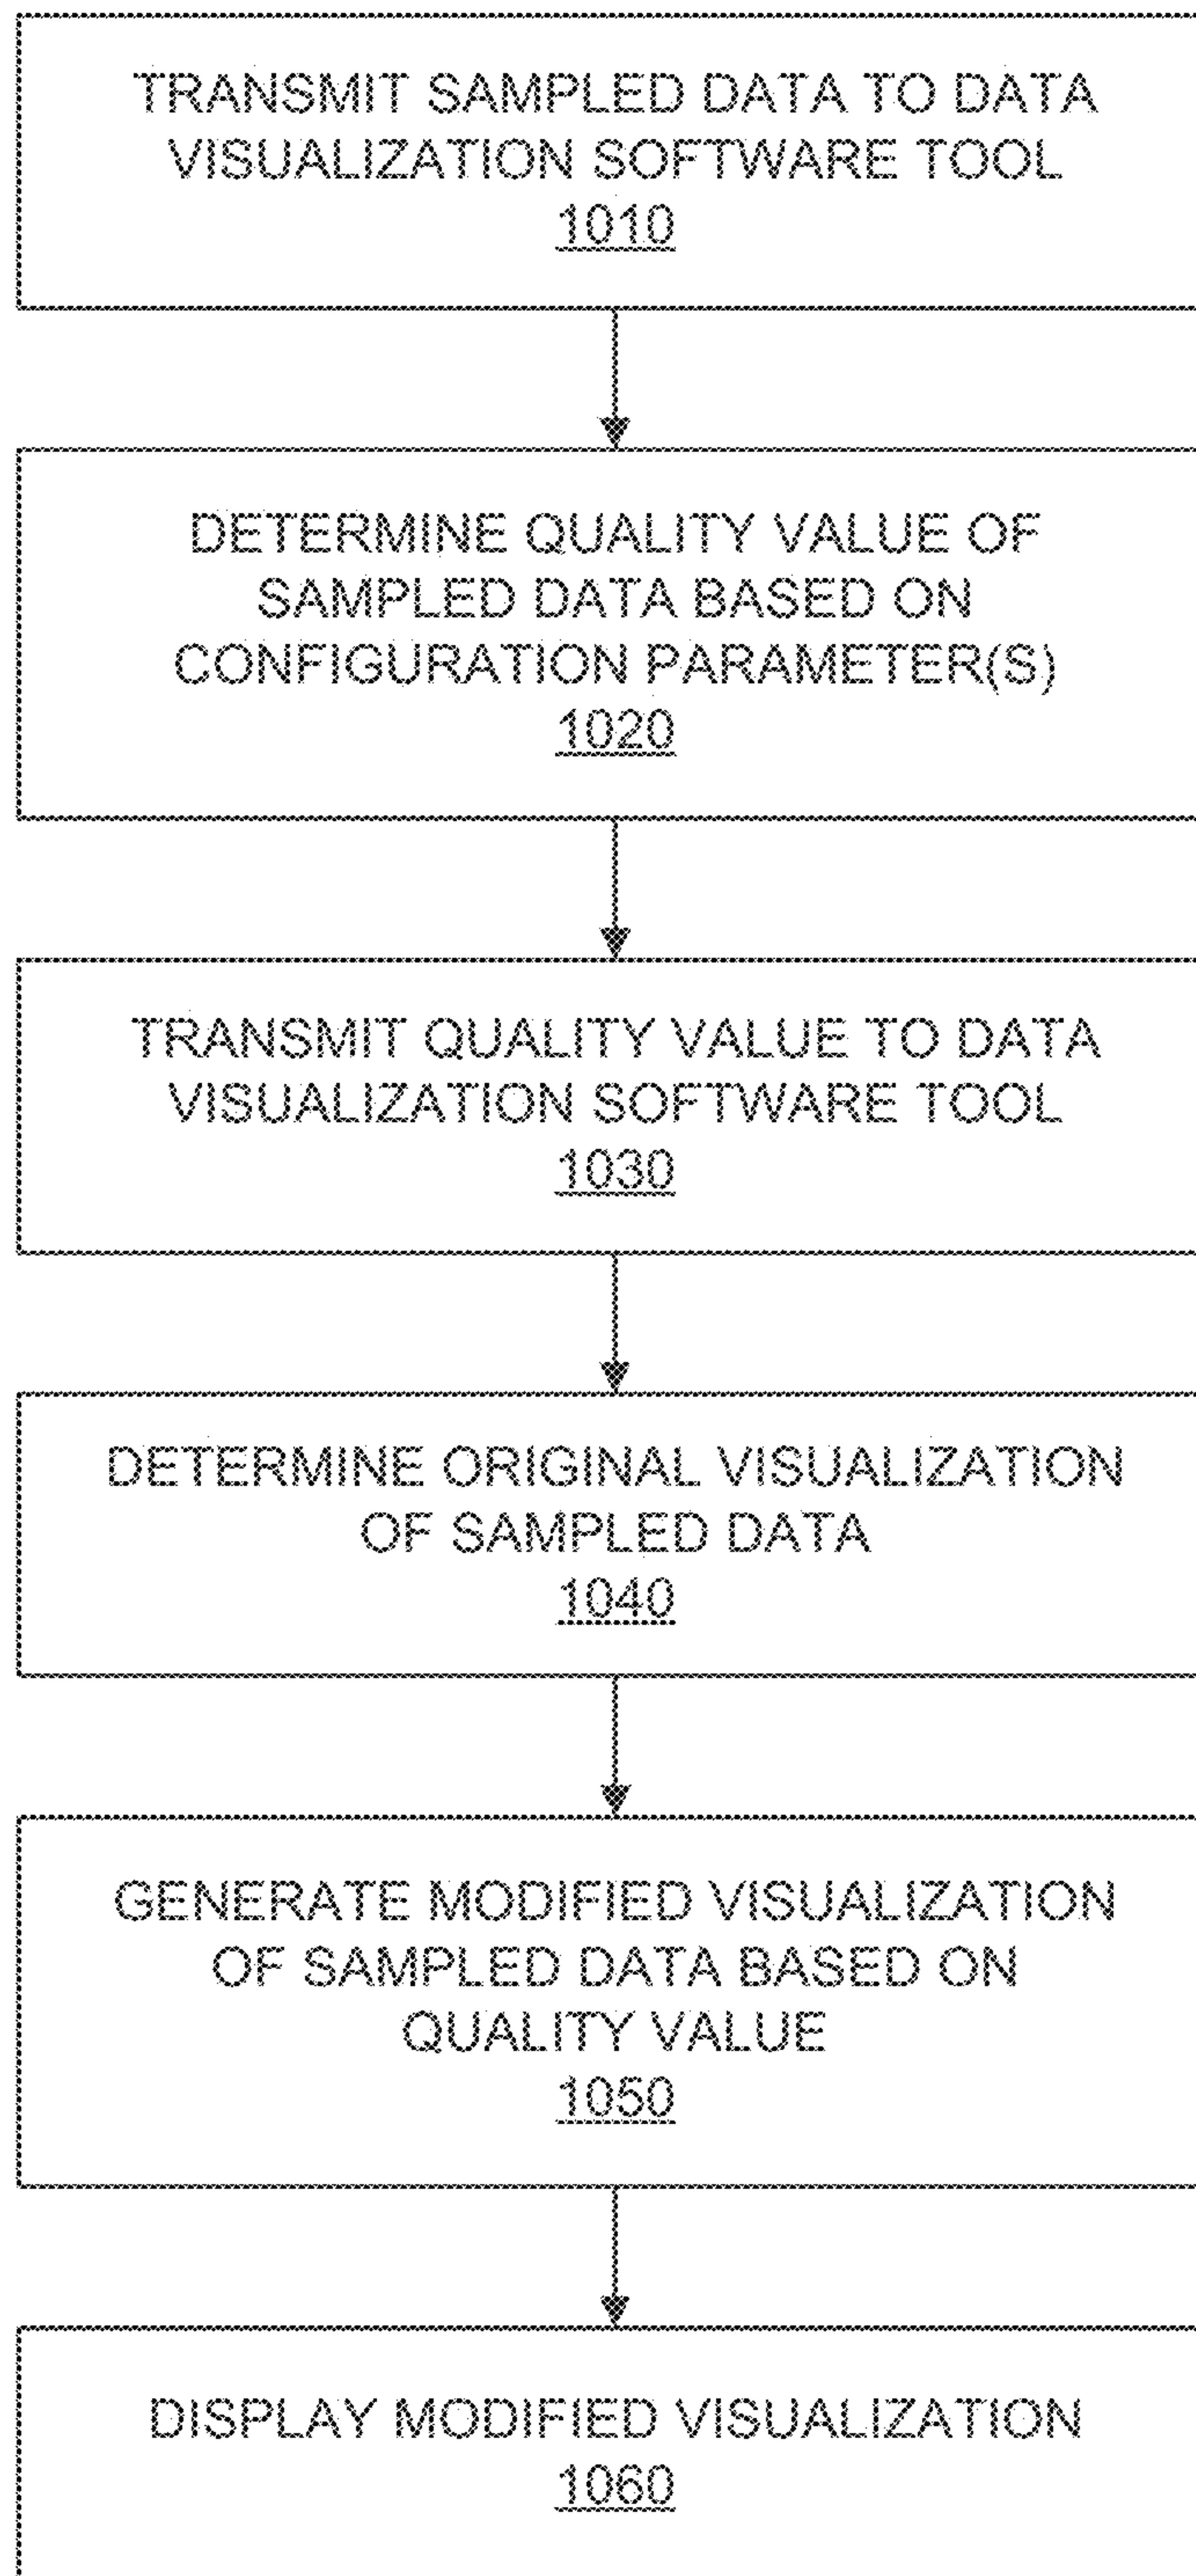 TRANSMIT SAMPLED DATA TO DATA
VISUALIZATION SOFTWARE TOOL
1010
DETERMINE QUALITY VALUE OF
SAMPLED DATA BASED ON
CONFIGURATION PARAMETER(S)
1020
TRANSMIT QUALITY VALUE TO DATA
VISUALIZATION SOFTWARE TOOL
1030
DETERMINE ORIGINAL VISUALIZATION
OF SAMPLED DATA
1040
GENERATE MODIFIED VISUALIZATION
OF SAMPLED DATA BASED ON
QUALITY VALUE
1050
DISPLAY MODIFIED VISUALIZATION
1060